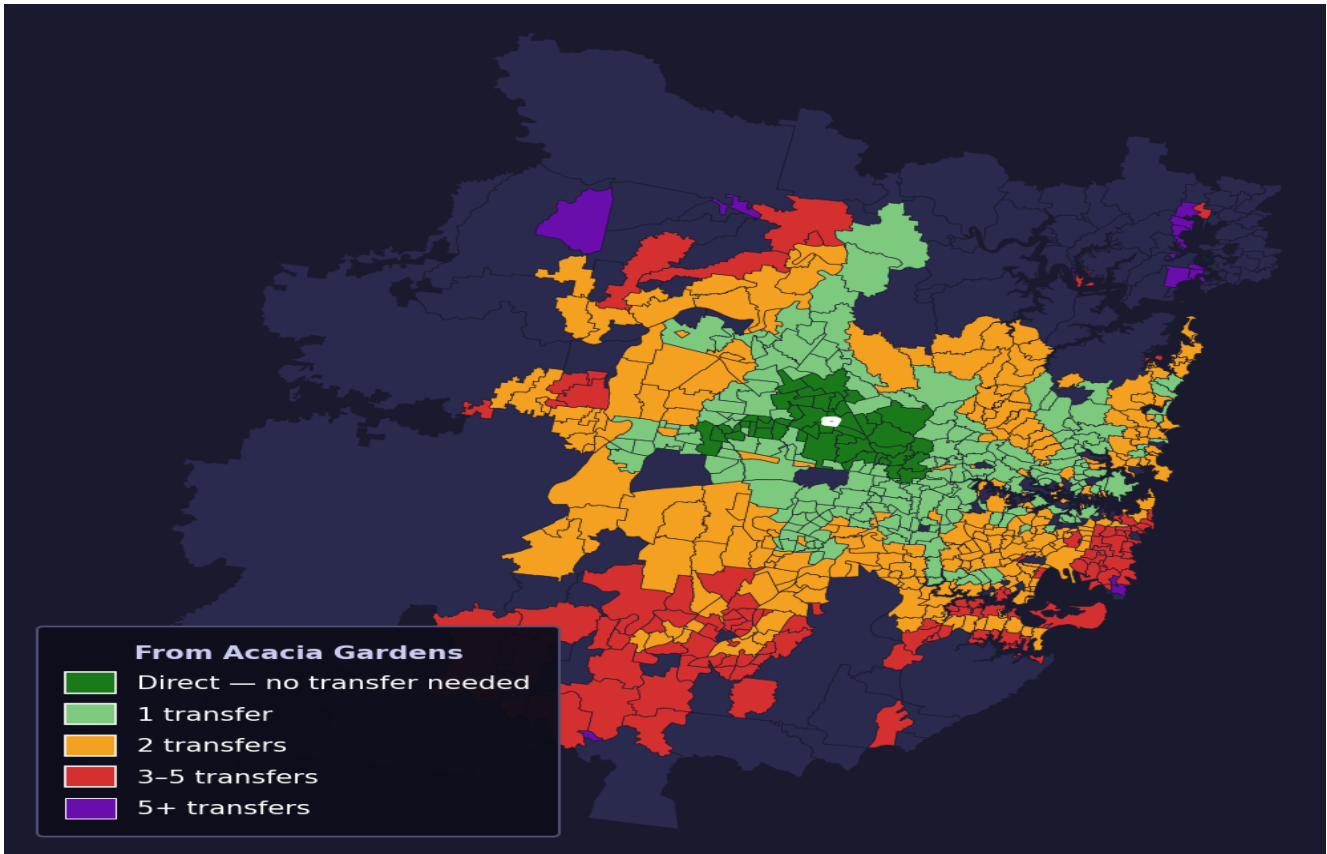 From Acacia Gardens
Direct — no transfer needed
1 transfer
2 transfers
3–5 transfers
5+ transfers